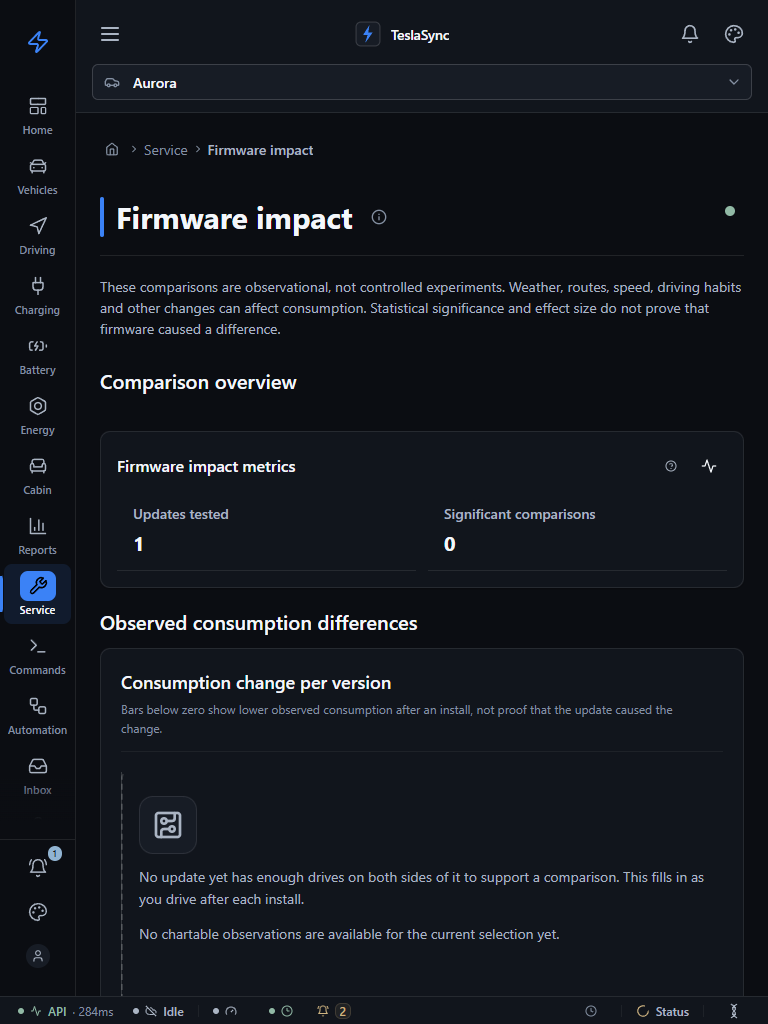 TeslaSync
Aurora
Home
Vehicles
Driving
Charging
Battery
Energy
Cabin
Reports
Service
Commands
Automation
Inbox
1
Service
Firmware impact
Firmware impact
These comparisons are observational, not controlled experiments. Weather, routes, speed, driving habits
and other changes can affect consumption. Statistical significance and effect size do not prove that
firmware caused a difference.
Comparison overview
Firmware impact metrics
Updates tested
1
Significant comparisons
0
Observed consumption differences
Consumption change per version
Bars below zero show lower observed consumption after an install, not proof that the update caused the
change.
No update yet has enough drives on both sides of it to support a comparison. This fills in as
you drive after each install.
No chartable observations are available for the current selection yet.
API · 284ms
Idle
2
Status